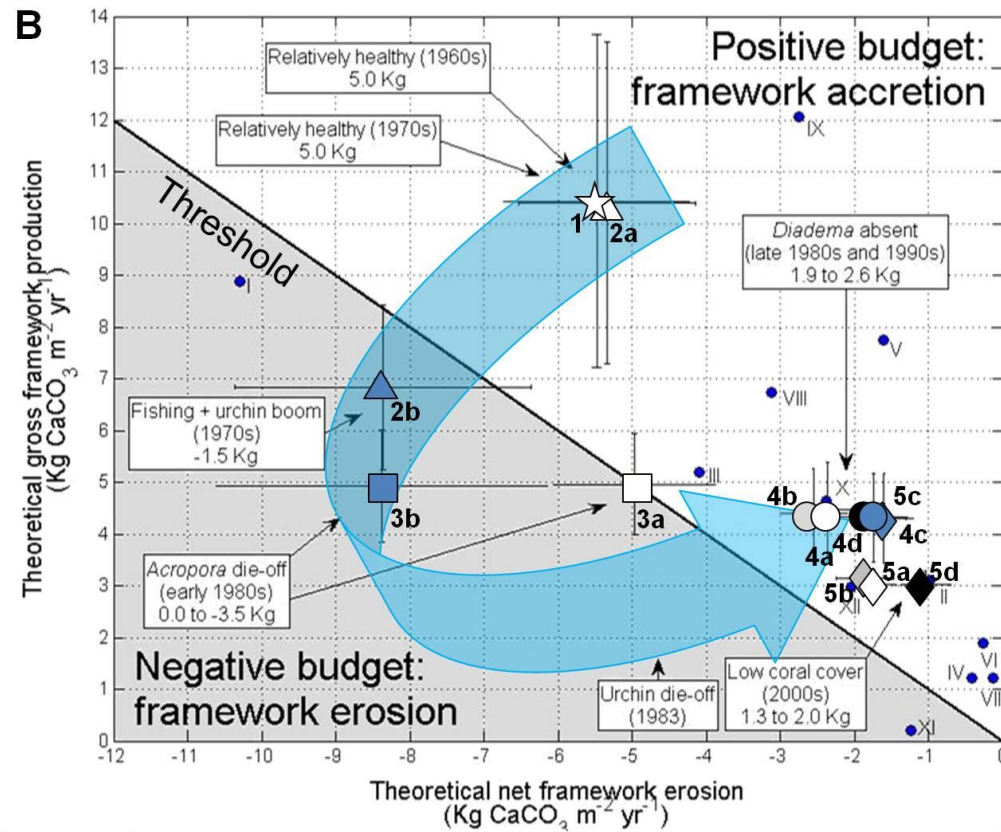 B
Theoretical gross framework production
(Kg CaCO3 m-2 yr-1)
14
13
12
11
10
9
8
7
6
5
4
3
2
1
0
Positive budget:
framework accretion
Relatively healthy (1960s)
5.0 Kg
Relatively healthy (1970s)
5.0 Kg
IX
Threshold
1
2a
Diadema absent
(late 1980s and 1990s)
1.9 to 2.6 Kg
I
V
VIII
2b
Fishing + urchin boom
(1970s)
-1.5 Kg
III
3b
3a
4b
X
5c
4a
4d
4c
Acropora die-off
(early 1980s)
0.0 to -3.5 Kg
5b
5a
5d
XII
II
Negative budget:
framework erosion
Urchin die-off
(1983)
Low coral cover
(2000s)
1.3 to 2.0 Kg
VI
IV
VII
XI
-12
-11
-10
-9
-8
-7
-6
-5
-4
-3
-2
-1
0
Theoretical net framework erosion
(Kg CaCO3 m-2 yr-1)